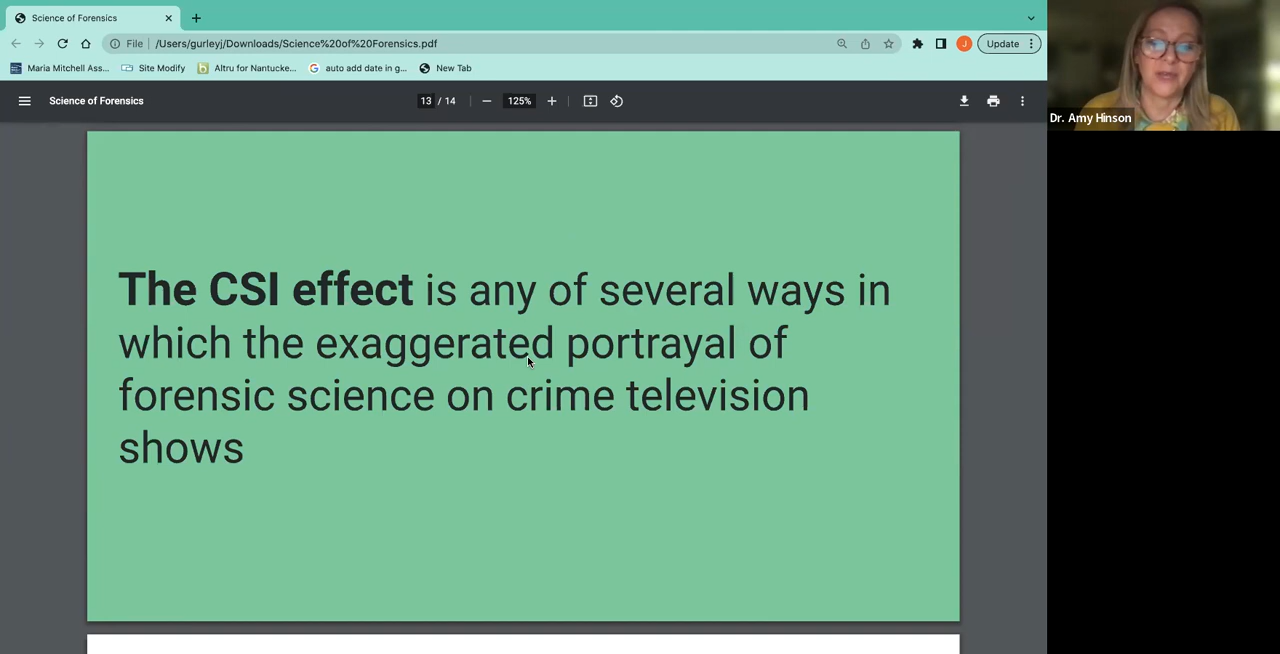 Science of Forensics
File /Users/gurleyj/Downloads/Science%20of%20Forensics.pdf
J
Update
Maria Mitchell Ass... Site Modify Altru for Nantucke... auto add date in g... New Tab
Science of Forensics 13 / 14 125%
Dr. Amy Hinson
The CSI effect is any of several ways in
which the exaggerated portrayal of
forensic science on crime television
shows